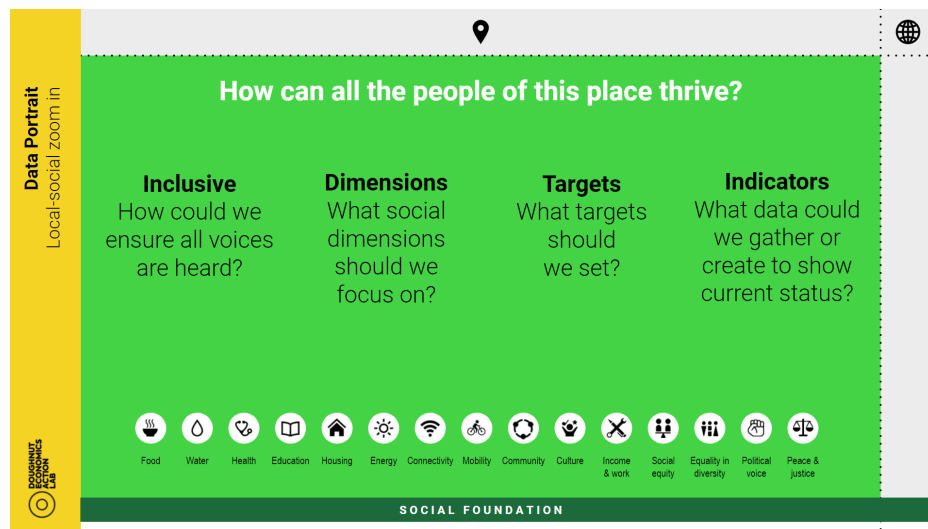 Data Portrait
Local-social zoom in
How can all the people of this place thrive?
Inclusive
How could we
ensure all voices
are heard?
Dimensions
What social
dimensions
should we
focus on?
Targets
What targets
should
we set?
Indicators
What data could
we gather or
create to show
current status?
Food
Water
Health
Education
Housing
Energy
Connectivity
Mobility
Community
Culture
Income
& work
Social
equity
Equality in
diversity
Political
voice
Peace &
justice
SOCIAL FOUNDATION
DOUGHNUT
ECONOMICS
ACTION
LAB